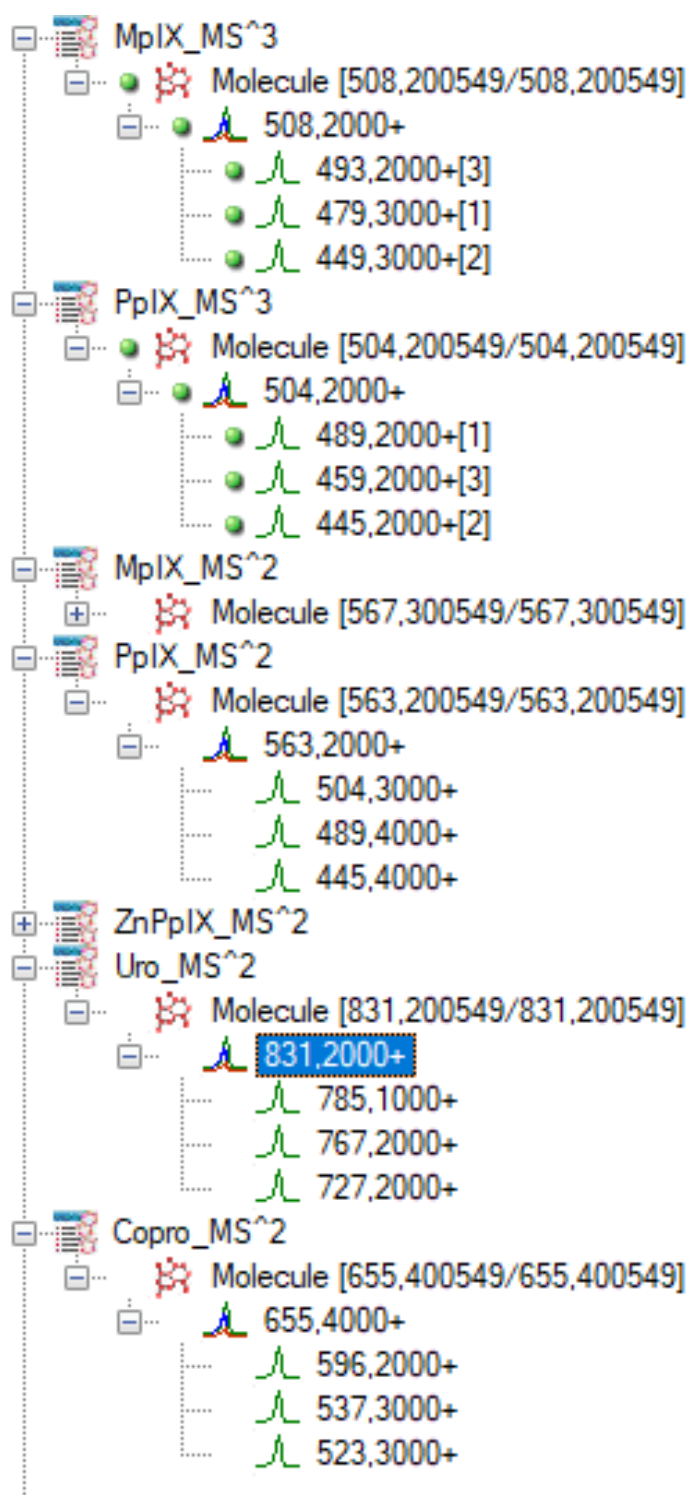 MpIX_MS^3
Molecule [508,200549/508,200549]
508,2000+
493,2000+[3]
479,3000+[1]
449,3000+[2]
PpIX_MS^3
Molecule [504,200549/504,200549]
504,2000+
489,2000+[1]
459,2000+[3]
445,2000+[2]
MpIX_MS^2
Molecule [567,300549/567,300549]
PpIX_MS^2
Molecule [563,200549/563,200549]
563,2000+
504,3000+
489,4000+
445,4000+
ZnPpIX_MS^2
Uro_MS^2
Molecule [831,200549/831,200549]
831,2000+
785,1000+
767,2000+
727,2000+
Copro_MS^2
Molecule [655,400549/655,400549]
655,4000+
596,2000+
537,3000+
523,3000+